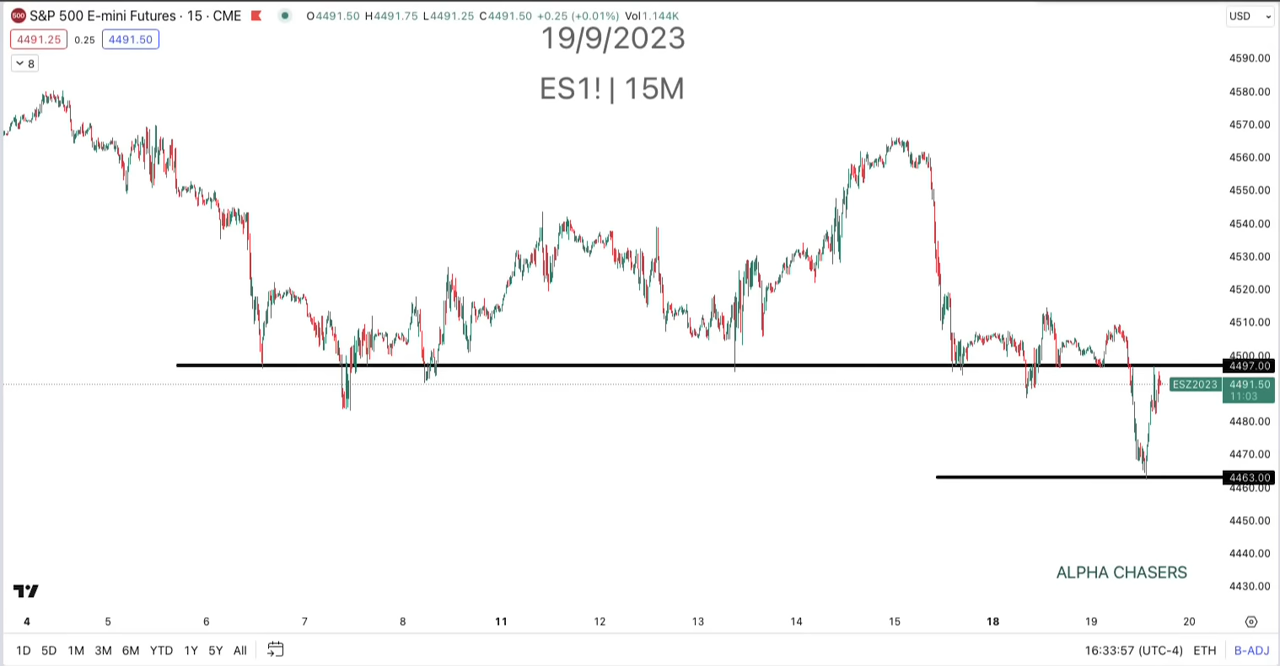 500 S&P 500 E-mini Futures · 15 · CME O4491.50 H4491.75 L4491.25 C4491.50 +0.25 (+0.01%) Vol1.144K
USD
4491.25 0.25 4491.50
8
19/9/2023
ES1! | 15M
4590.00
4580.00
4570.00
4560.00
4550.00
4540.00
4530.00
4520.00
4510.00
4500.00
4497.00
ESZ2023 4491.50
11:03
4480.00
4470.00
4463.00
4460.00
4450.00
4440.00
4430.00
ALPHA CHASERS
4 5 6 7 8 11 12 13 14 15 18 19 20
1D 5D 1M 3M 6M YTD 1Y 5Y All 16:33:57 (UTC-4) ETH B-ADJ